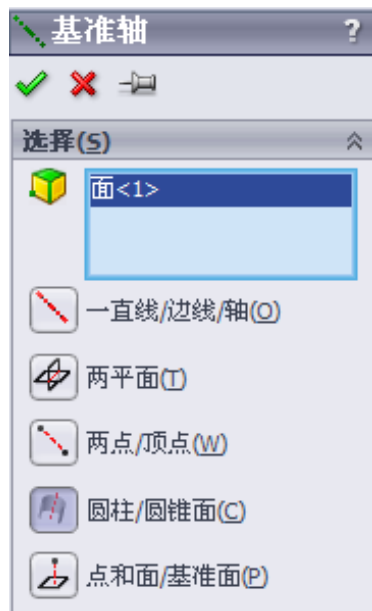 基准轴 ?
选择(S)
面<1>
一直线/边线/轴(O)
两平面(T)
两点/顶点(W)
圆柱/圆锥面(C)
点和面/基准面(P)